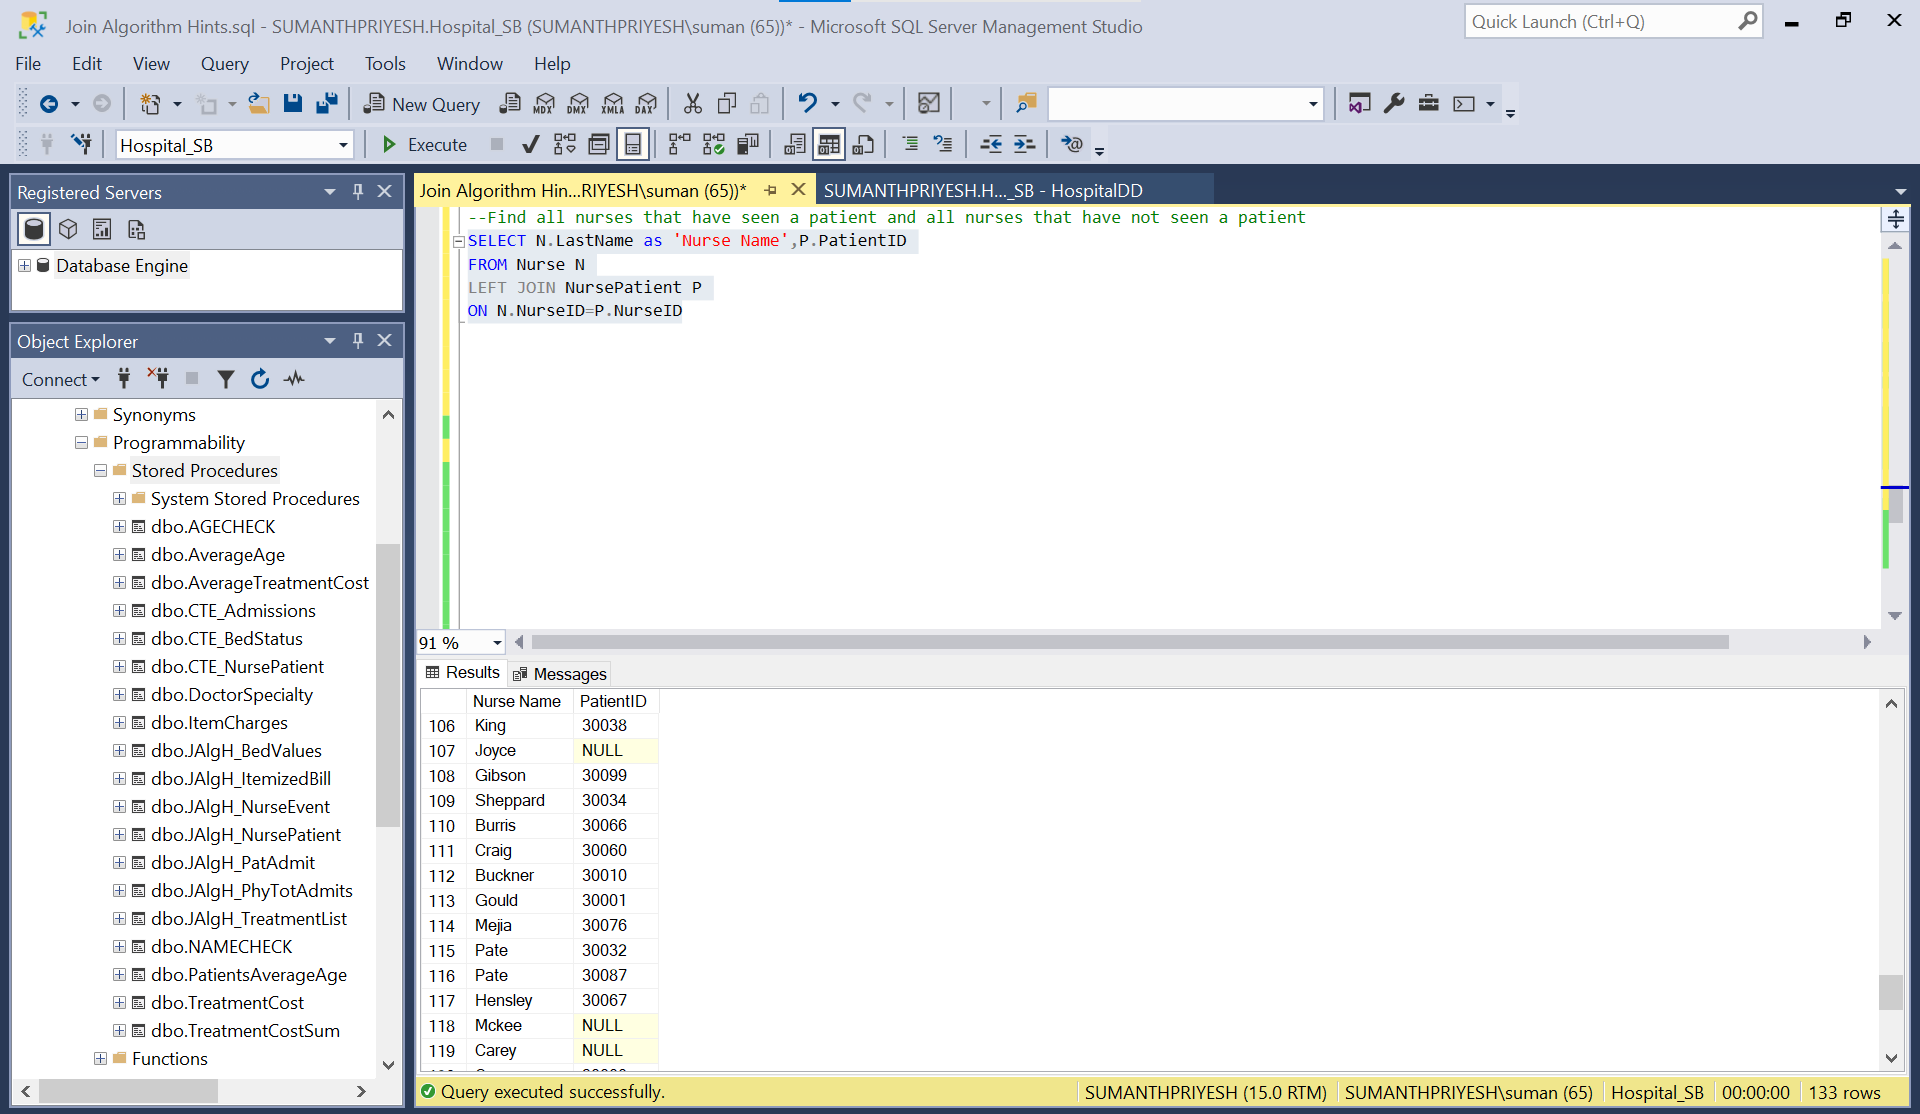 Join Algorithm Hints.sql - SUMANTHPRIYESH.Hospital_SB (SUMANTHPRIYESH\suman (65))* - Microsoft SQL Server Management Studio
Quick Launch (Ctrl+Q)
File Edit View Query Project Tools Window Help
New Query MDX DMX XMLA DAX
Hospital_SB Execute
Registered Servers
Database Engine
Object Explorer
Connect
Synonyms
Programmability
Stored Procedures
System Stored Procedures
dbo.AGECHECK
dbo.AverageAge
dbo.AverageTreatmentCost
dbo.CTE_Admissions
dbo.CTE_BedStatus
dbo.CTE_NursePatient
dbo.DoctorSpecialty
dbo.ItemCharges
dbo.JAlgH_BedValues
dbo.JAlgH_ItemizedBill
dbo.JAlgH_NurseEvent
dbo.JAlgH_NursePatient
dbo.JAlgH_PatAdmit
dbo.JAlgH_PhyTotAdmits
dbo.JAlgH_TreatmentList
dbo.NAMECHECK
dbo.PatientsAverageAge
dbo.TreatmentCost
dbo.TreatmentCostSum
Functions
Join Algorithm Hin...RIYESH\suman (65))* SUMANTHPRIYESH.H..._SB - HospitalDD
--Find all nurses that have seen a patient and all nurses that have not seen a patient
SELECT N.LastName as 'Nurse Name',P.PatientID
FROM Nurse N
LEFT JOIN NursePatient P
ON N.NurseID=P.NurseID
91 %
Results Messages
Nurse Name PatientID
106 King 30038
107 Joyce NULL
108 Gibson 30099
109 Sheppard 30034
110 Burris 30066
111 Craig 30060
112 Buckner 30010
113 Gould 30001
114 Mejia 30076
115 Pate 30032
116 Pate 30087
117 Hensley 30067
118 Mckee NULL
119 Carey NULL
Query executed successfully. SUMANTHPRIYESH (15.0 RTM) SUMANTHPRIYESH\suman (65) Hospital_SB 00:00:00 133 rows